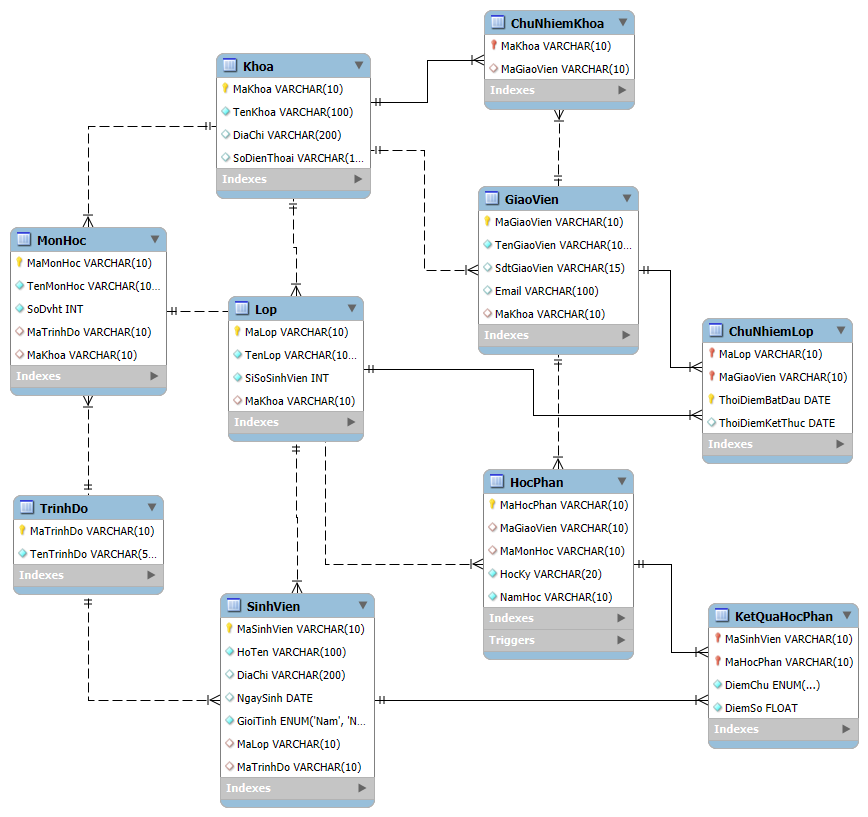 ChuNhiemKhoa
MaKhoa VARCHAR(10)
MaGiaoVien VARCHAR(10)
Indexes
Khoa
MaKhoa VARCHAR(10)
TenKhoa VARCHAR(100)
DiaChi VARCHAR(200)
SoDienThoai VARCHAR(1...
Indexes
GiaoVien
MaGiaoVien VARCHAR(10)
TenGiaoVien VARCHAR(10...
SdtGiaoVien VARCHAR(15)
Email VARCHAR(100)
MaKhoa VARCHAR(10)
Indexes
MonHoc
MaMonHoc VARCHAR(10)
TenMonHoc VARCHAR(10...
SoDvht INT
MaTrinhDo VARCHAR(10)
MaKhoa VARCHAR(10)
Indexes
Lop
MaLop VARCHAR(10)
TenLop VARCHAR(10...
SiSoSinhVien INT
MaKhoa VARCHAR(10)
Indexes
ChuNhiemLop
MaLop VARCHAR(10)
MaGiaoVien VARCHAR(10)
ThoiDiemBatDau DATE
ThoiDiemKetThuc DATE
Indexes
TrinhDo
MaTrinhDo VARCHAR(10)
TenTrinhDo VARCHAR(5...
Indexes
HocPhan
MaHocPhan VARCHAR(10)
MaGiaoVien VARCHAR(10)
MaMonHoc VARCHAR(10)
HocKy VARCHAR(20)
NamHoc VARCHAR(10)
Indexes
Triggers
SinhVien
MaSinhVien VARCHAR(10)
HoTen VARCHAR(100)
DiaChi VARCHAR(200)
NgaySinh DATE
GioiTinh ENUM('Nam', 'N...
MaLop VARCHAR(10)
MaTrinhDo VARCHAR(10)
Indexes
KetQuaHocPhan
MaSinhVien VARCHAR(10)
MaHocPhan VARCHAR(10)
DiemChu ENUM(...)
DiemSo FLOAT
Indexes